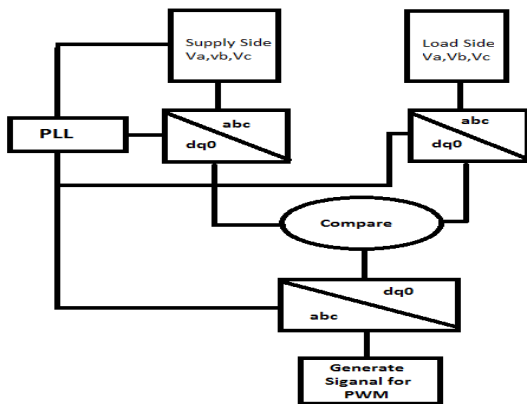 Supply Side
Va,vb,Vc
Load Side
Va,Vb,Vc
PLL
abc
dq0
abc
dq0
Compare
dq0
abc
Generate
Siganal for
PWM